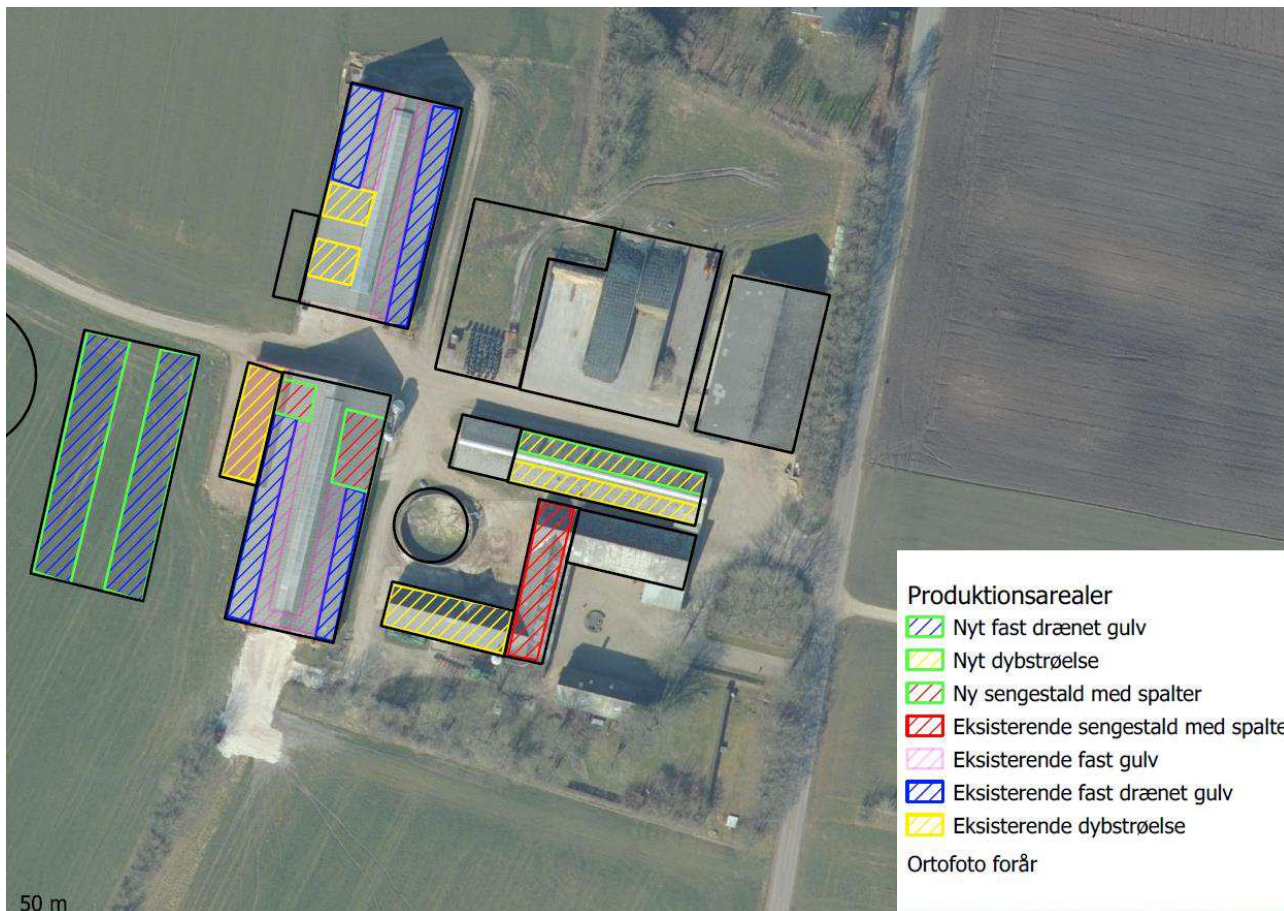 Produktionsarealer
Nyt fast drænet gulv
Nyt dybstrøelse
Ny sengestald med spalter
Eksisterende sengestald med spalte
Eksisterende fast gulv
Eksisterende fast drænet gulv
Eksisterende dybstrøelse
Ortofoto forår
50 m